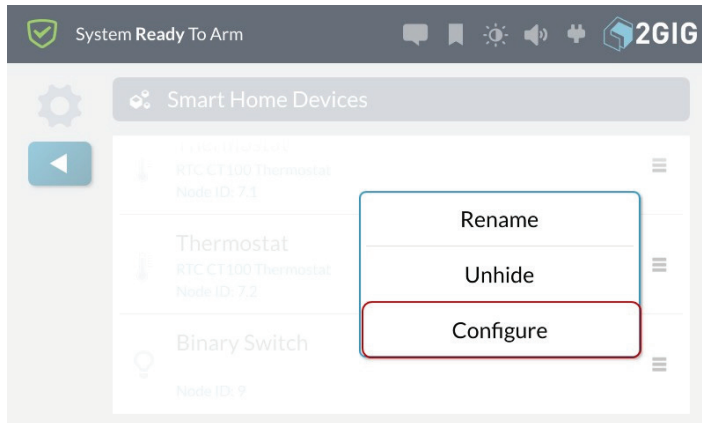 System Ready To Arm
2GIG
Smart Home Devices
RTC CT100 Thermostat
Node ID: 7.1
Thermostat
RTC CT100 Thermostat
Node ID: 7.2
Binary Switch
Node ID: 9
Rename
Unhide
Configure